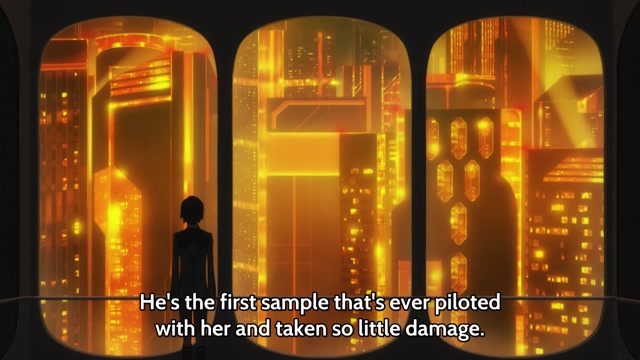 He's the first sample that's ever piloted
with her and taken so little damage.